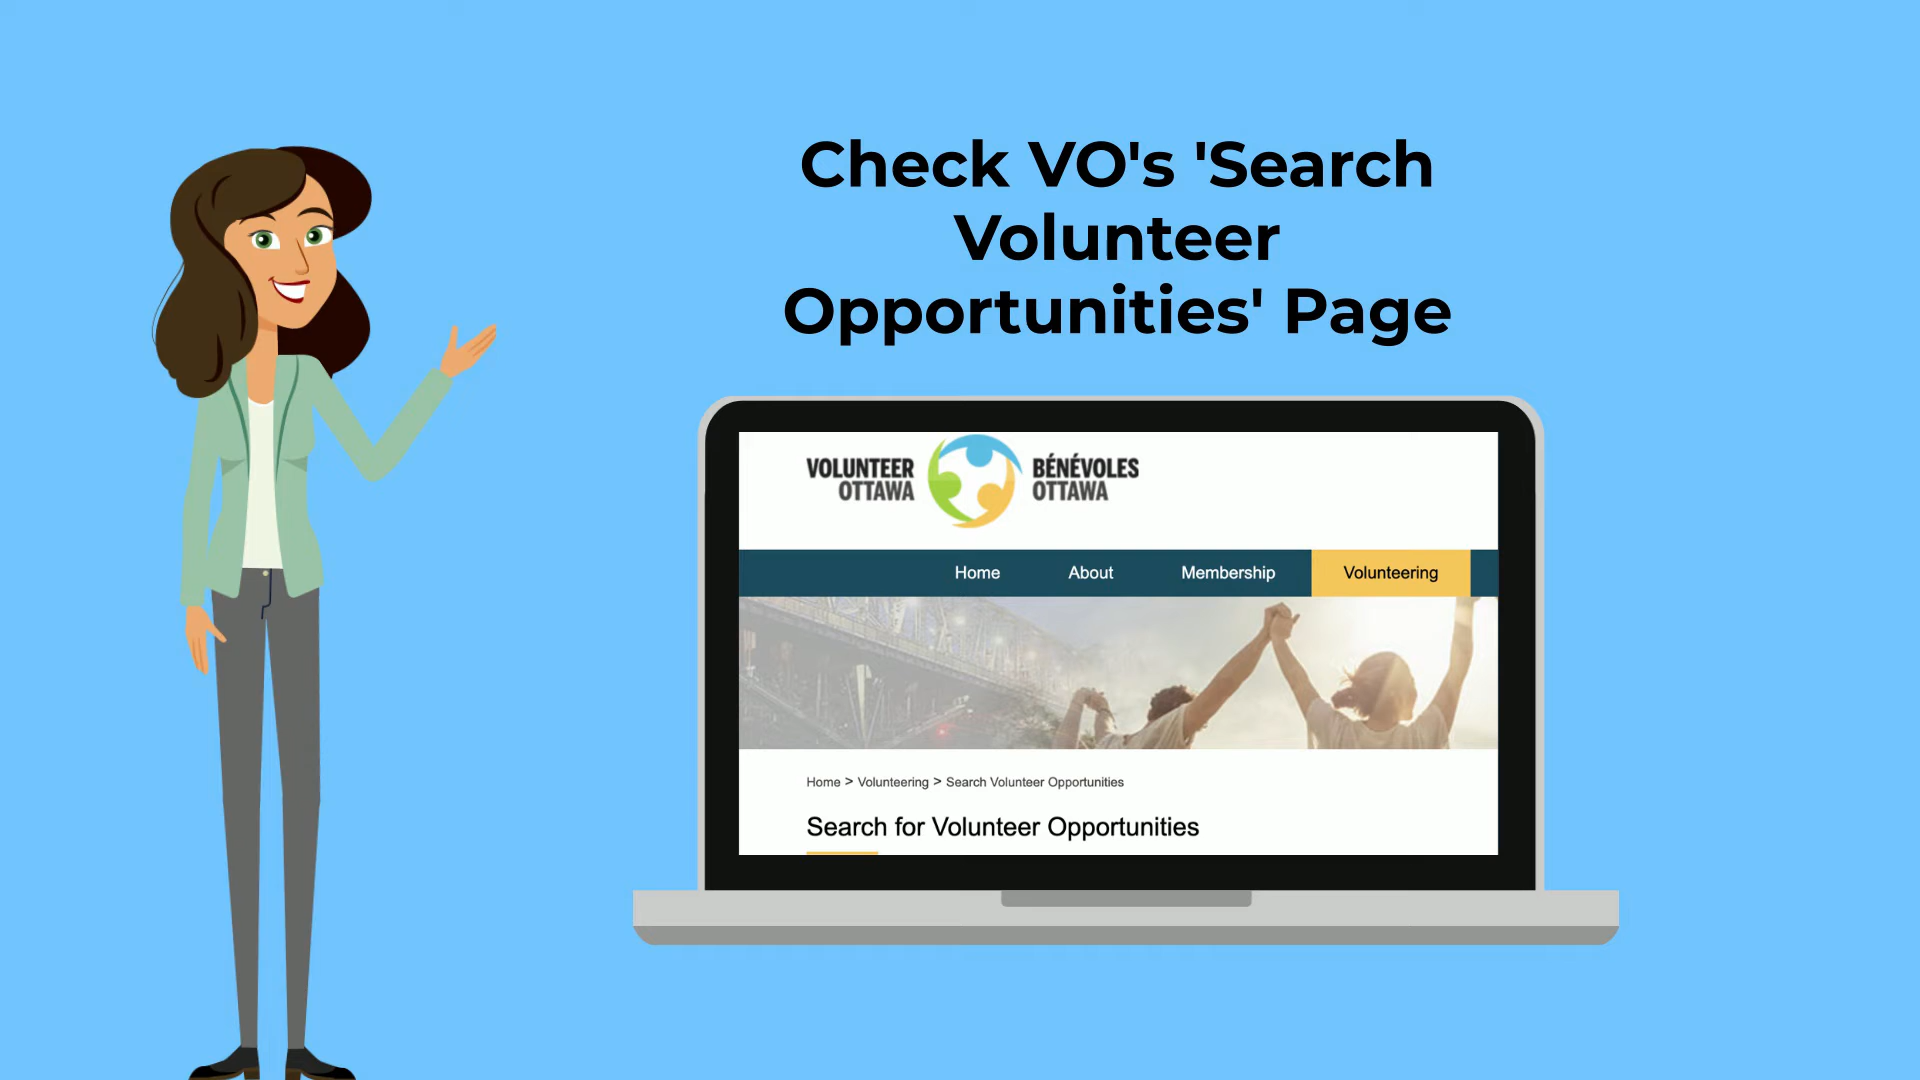 Check VO's 'Search
Volunteer
Opportunities' Page
VOLUNTEER
OTTAWA
BÉNÉVOLES
OTTAWA
Home About Membership Volunteering
Home > Volunteering > Search Volunteer Opportunities
Search for Volunteer Opportunities